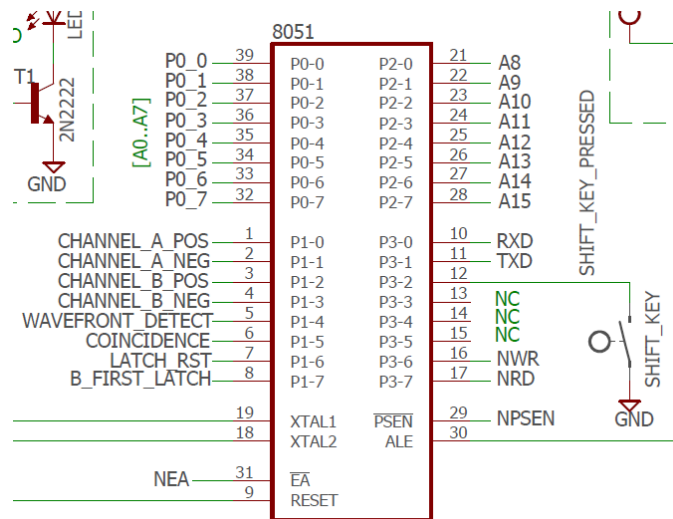 8051
LED
T1
2N2222
GND
[A0..A7]
P0_0 39 P0-0 P2-0 21 A8
P0_1 38 P0-1 P2-1 22 A9
P0_2 37 P0-2 P2-2 23 A10
P0_3 36 P0-3 P2-3 24 A11
P0_4 35 P0-4 P2-4 25 A12
P0_5 34 P0-5 P2-5 26 A13
P0_6 33 P0-6 P2-6 27 A14
P0_7 32 P0-7 P2-7 28 A15
CHANNEL_A_POS 1 P1-0 P3-0 10 RXD
CHANNEL_A_NEG 2 P1-1 P3-1 11 TXD
CHANNEL_B_POS 3 P1-2 P3-2 12
CHANNEL_B_NEG 4 P1-3 P3-3 13 NC
WAVEFRONT_DETECT 5 P1-4 P3-4 14 NC
COINCIDENCE 6 P1-5 P3-5 15 NC
LATCH_RST 7 P1-6 P3-6 16 NWR
B_FIRST_LATCH 8 P1-7 P3-7 17 NRD
SHIFT_KEY_PRESSED
SHIFT_KEY
GND
19 XTAL1 PSEN 29 NPSEN
18 XTAL2 ALE 30
NEA 31 EA
9 RESET